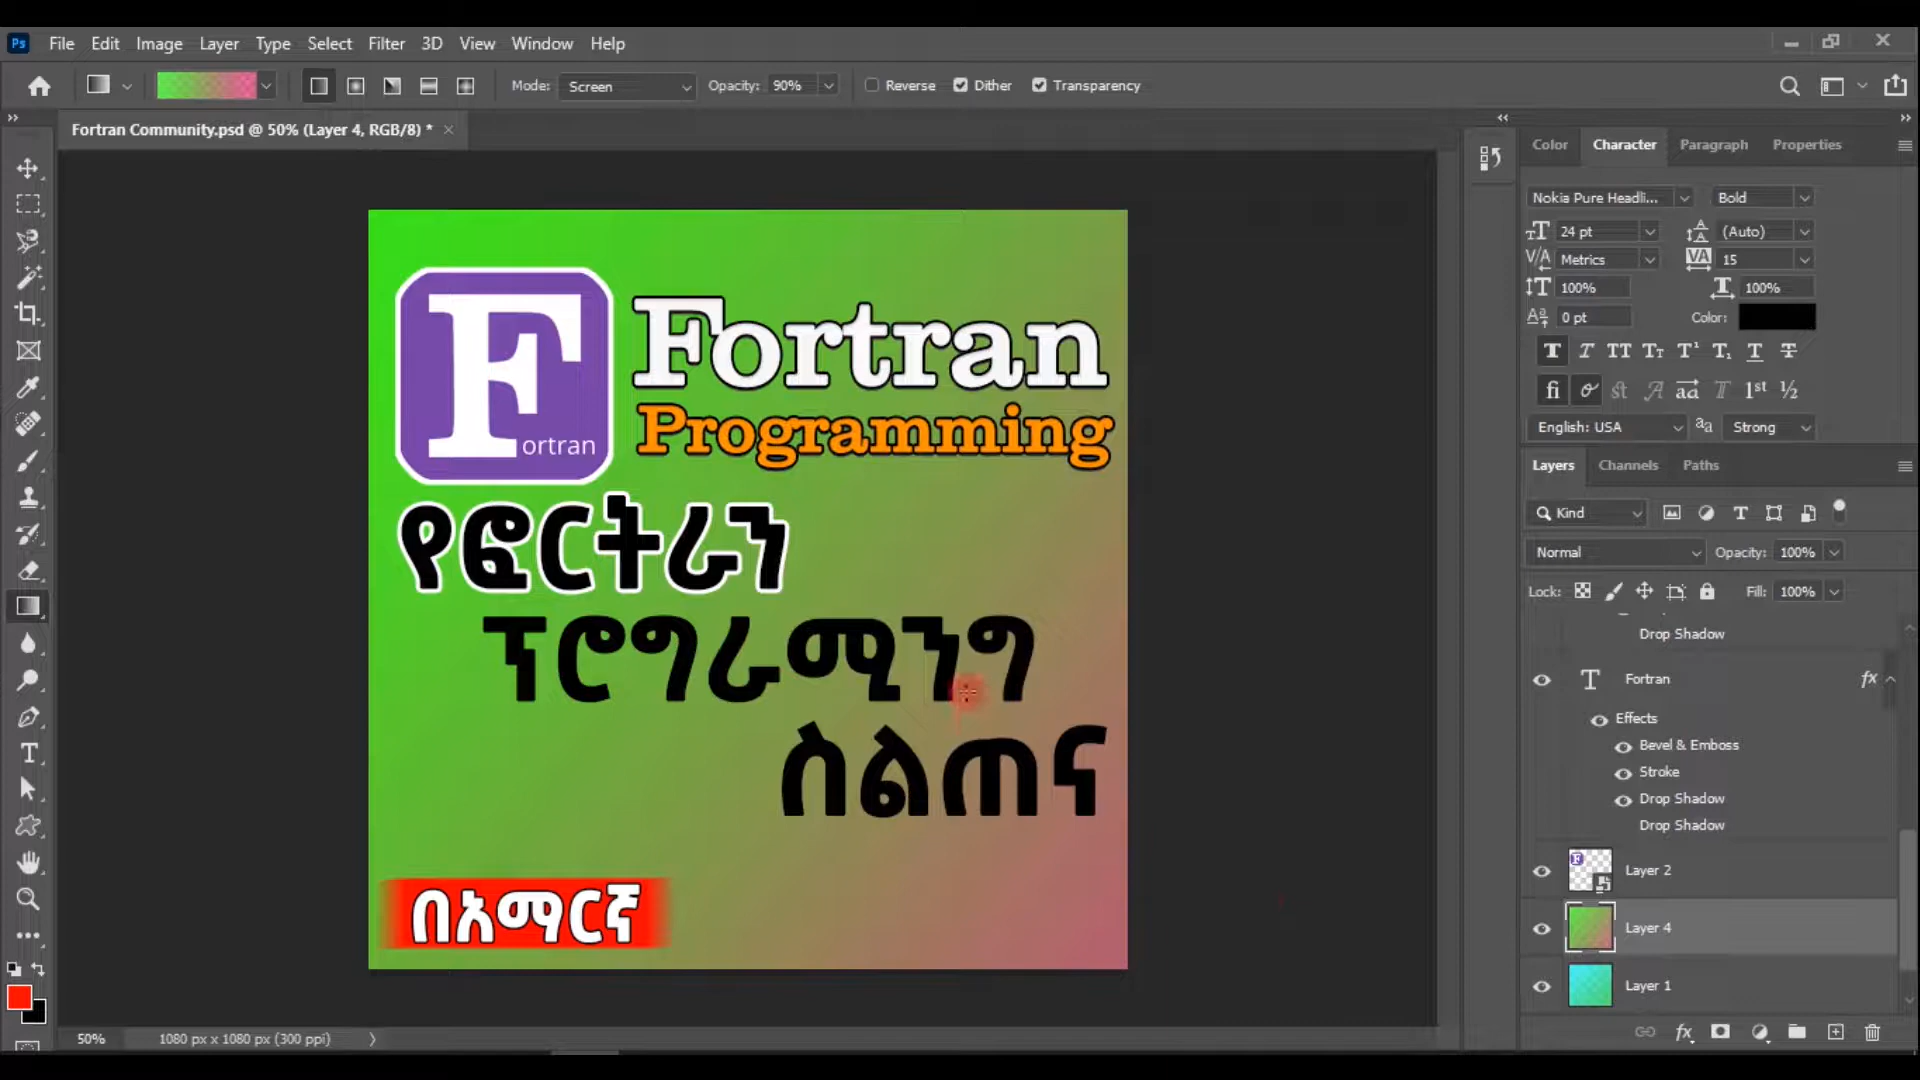 Ps File Edit Image Layer Type Select Filter 3D View Window Help
Mode: Screen Opacity: 90% Reverse Dither Transparency
Fortran Community.psd @ 50% (Layer 4, RGB/8) *
Color Character Paragraph Properties
Nokia Pure Headli... Bold
24 pt (Auto)
Metrics 15
100% 100%
0 pt Color:
English: USA Strong
Layers Channels Paths
Kind
Normal Opacity: 100%
Lock: Fill: 100%
Drop Shadow
Fortran fx
Effects
Bevel & Emboss
Stroke
Drop Shadow
Drop Shadow
Layer 2
Layer 4
Layer 1
F
ortran
Fortran
Programming
የፎርትራን
ፕሮግራሚንግ
ስልጠና
በአማርኛ
50% 1080 px x 1080 px (300 ppi)